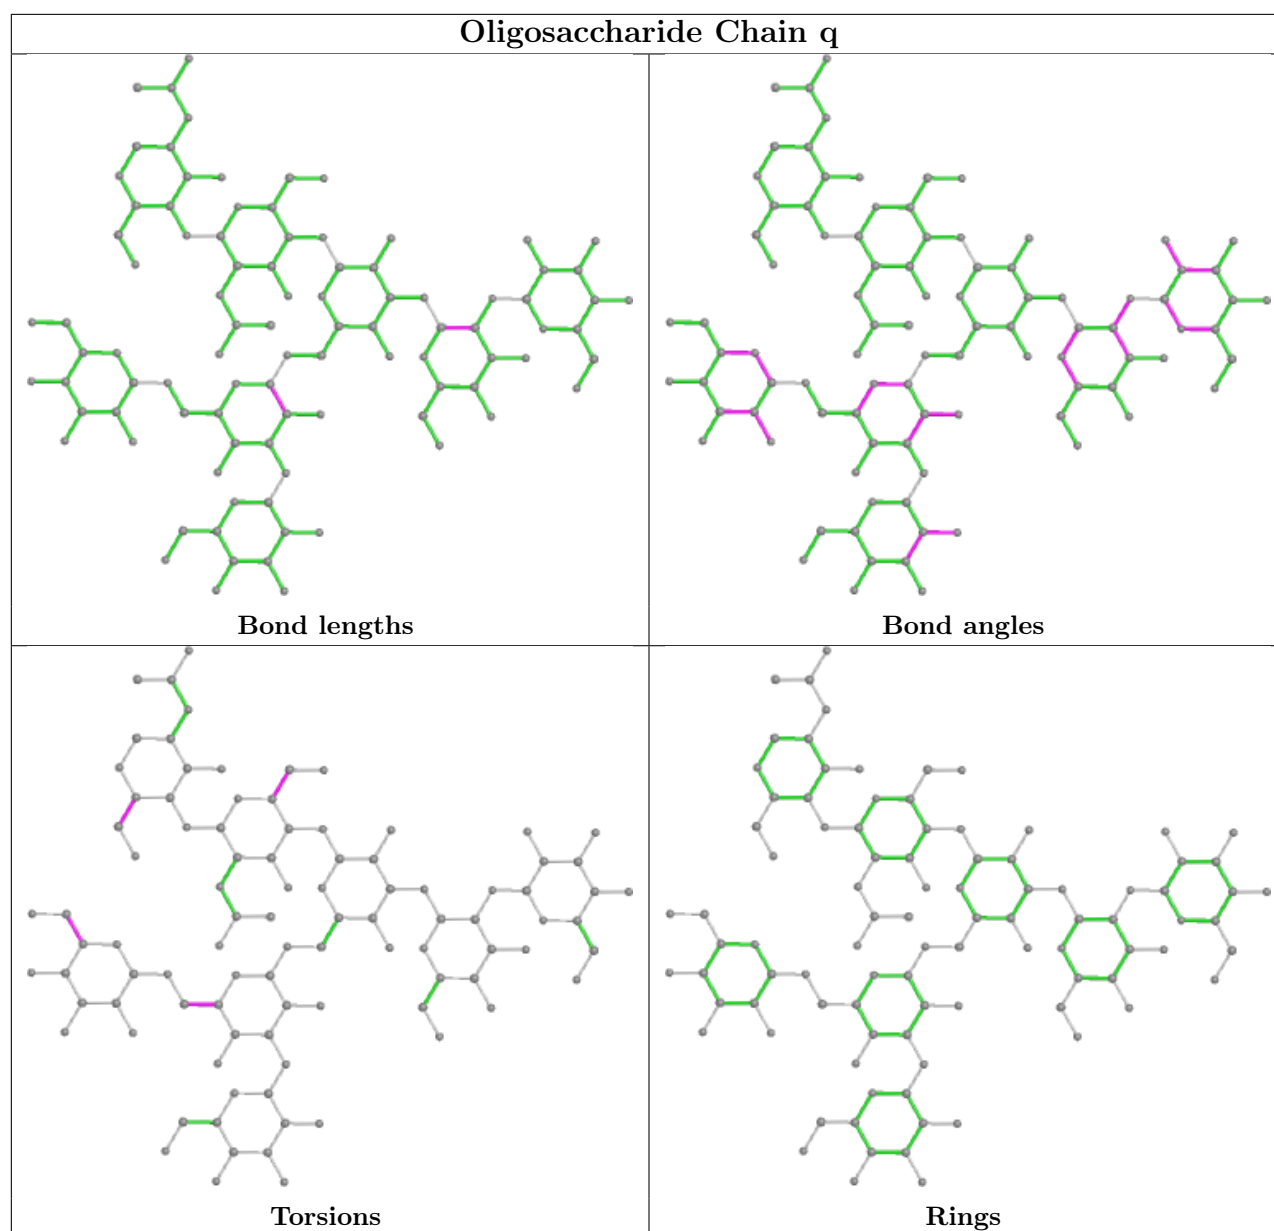 Oligosaccharide Chain q
Bond lengths
Bond angles
Torsions
Rings